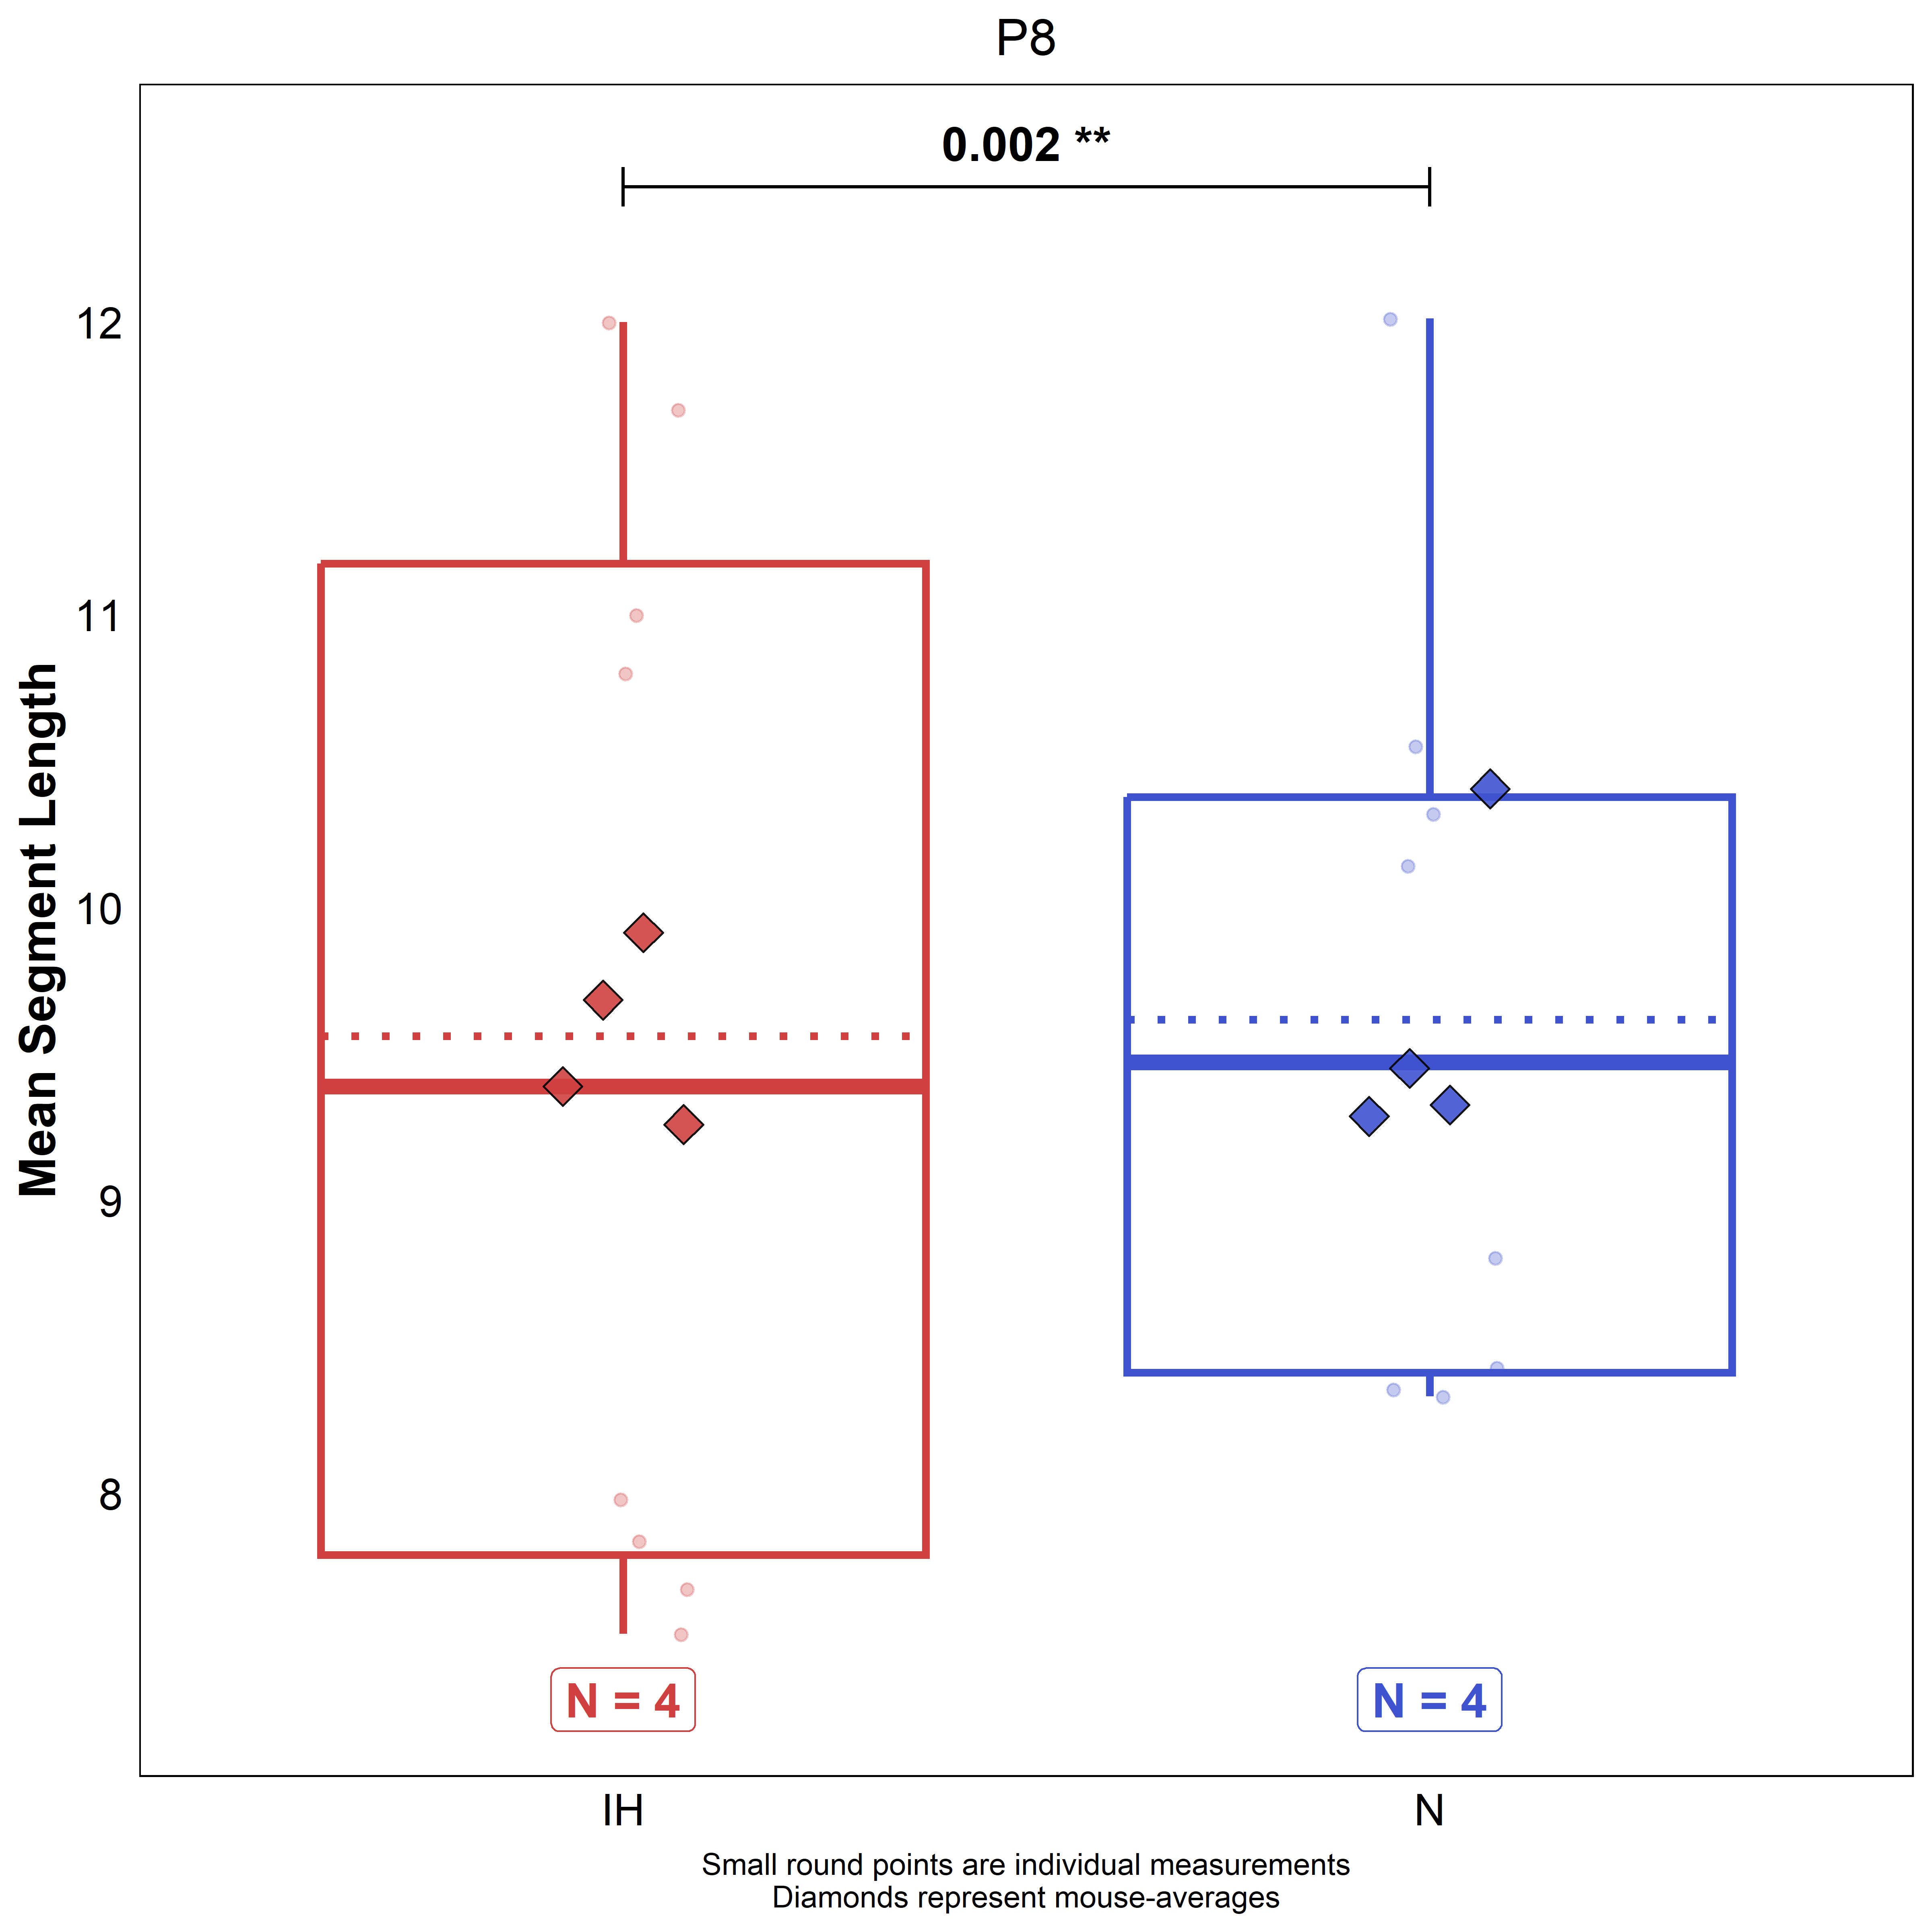 P8
0.002 **
12
11
10
9
8
Mean Segment Length
N = 4
N = 4
IH
N
Small round points are individual measurements
Diamonds represent mouse-averages